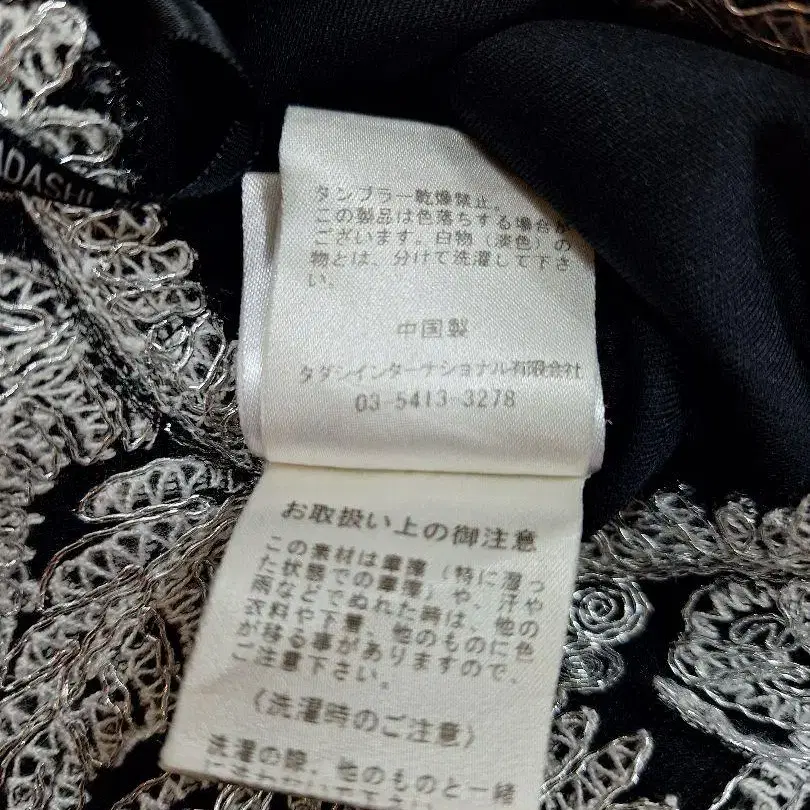 ADASHI
タンブラー乾燥禁止。
この製品は色落ちする場合が
ございます。白物（淡色）の
物とは、分けて洗濯して下さ
い。
中国製
タダシインターナショナル有限会社
03-5413-3278
お取扱い上の御注意
この素材は摩擦（特に湿っ
た状態での摩擦）や、汗や
雨などでぬれた時は、他の
衣料や下着、他のものに色
が移る事がありますので、
ご注意下さい。
（洗濯時のご注意）
洗濯の際、他のものと一緒